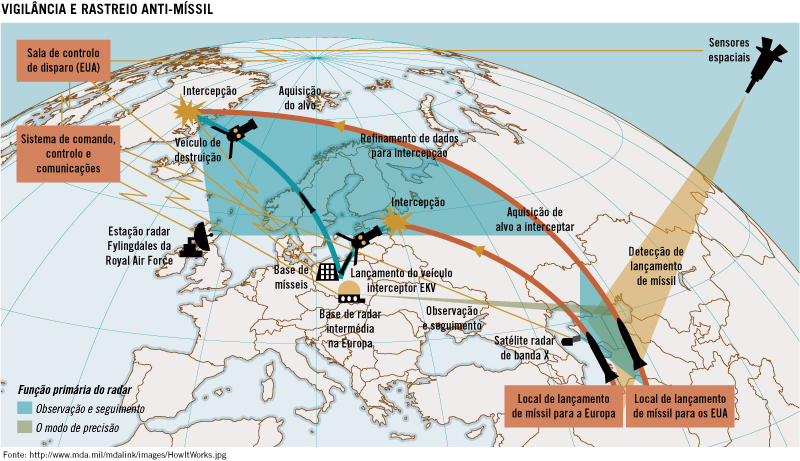 VIGILÂNCIA E RASTREIO ANTI-MÍSSIL
Sala de controlo
de disparo (EUA)
Sensores
espaciais
Intercepção
Aquisição
do alvo
Sistema de comando,
controlo e
comunicações
Veículo de
destruição
Refinamento de dados
para intercepção
Intercepção
Aquisição de
alvo a interceptar
Estação radar
Fylingdales da
Royal Air Force
Detecção de
lançamento
de míssil
Base de
mísseis
Lançamento do veículo
interceptor EKV
Base de radar
intermédia
na Europa
Observação
e seguimento
Satélite radar
de banda X
Função primária do radar
Observação e seguimento
O modo de precisão
Local de lançamento
de míssil para a Europa
Local de lançamento
de míssil para os EUA
Fonte: http://www.mda.mil/mdalink/images/HowItWorks.jpg